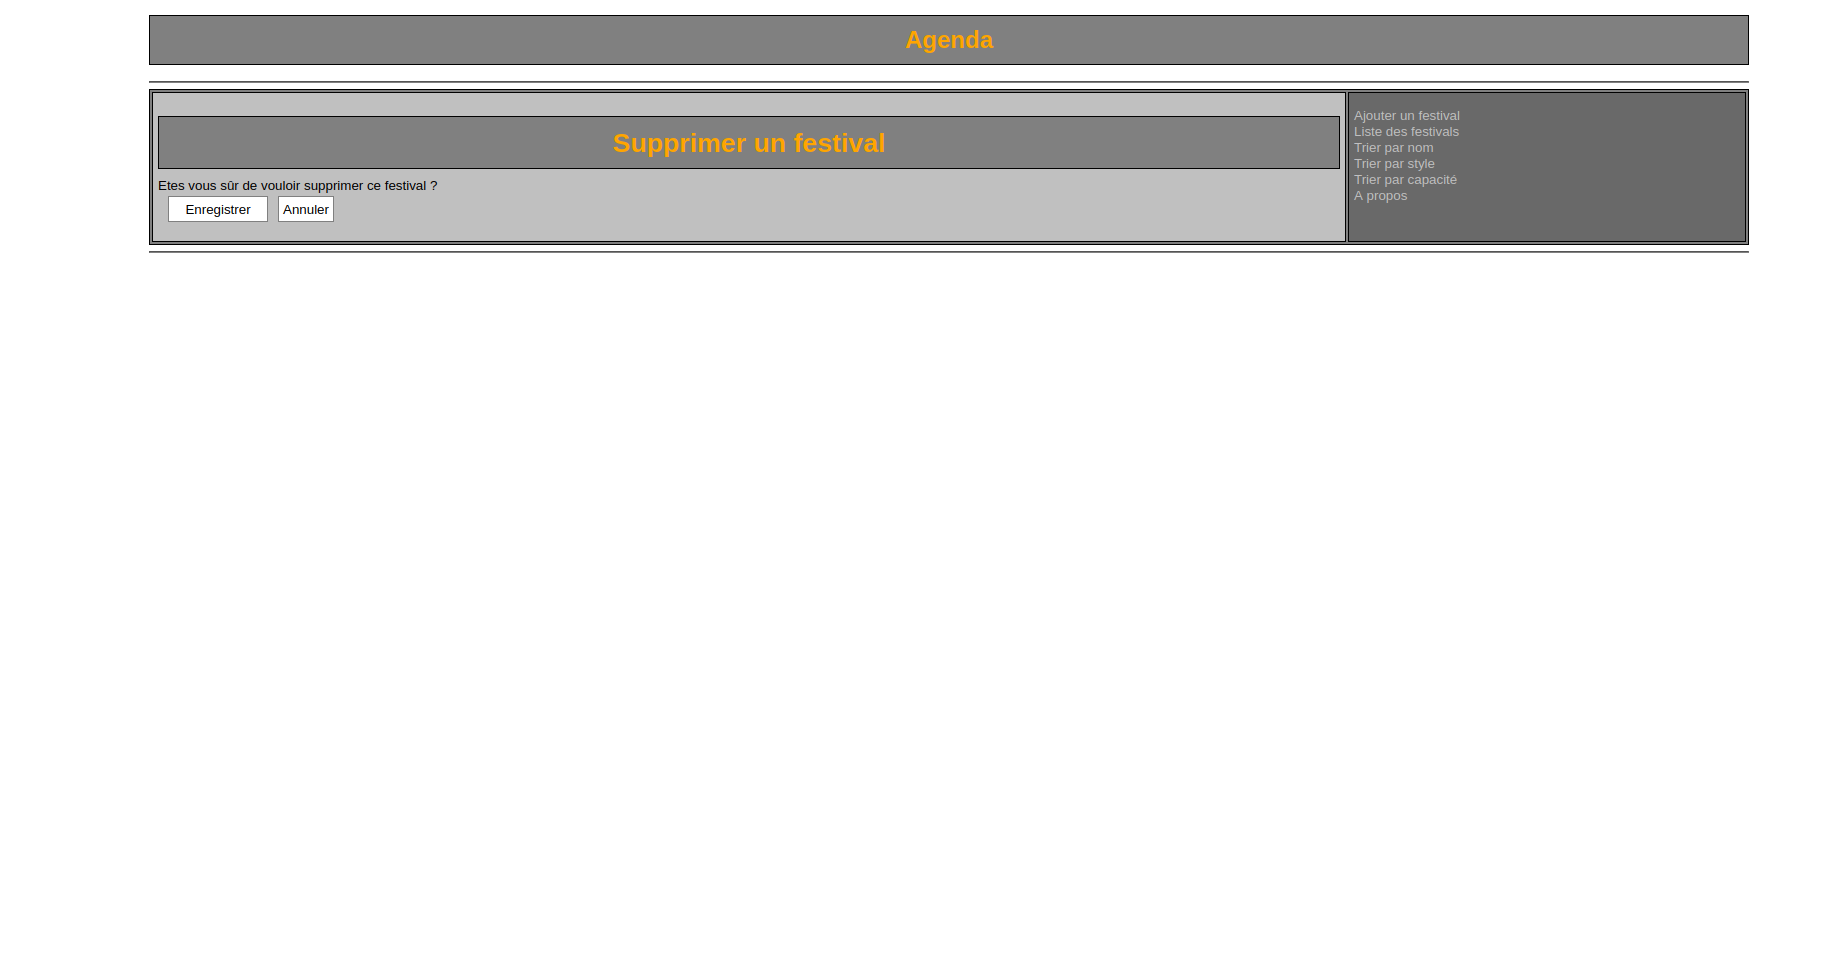 Agenda
Supprimer un festival
Etes vous sûr de vouloir supprimer ce festival ?
Enregistrer Annuler
Ajouter un festival
Liste des festivals
Trier par nom
Trier par style
Trier par capacité
A propos